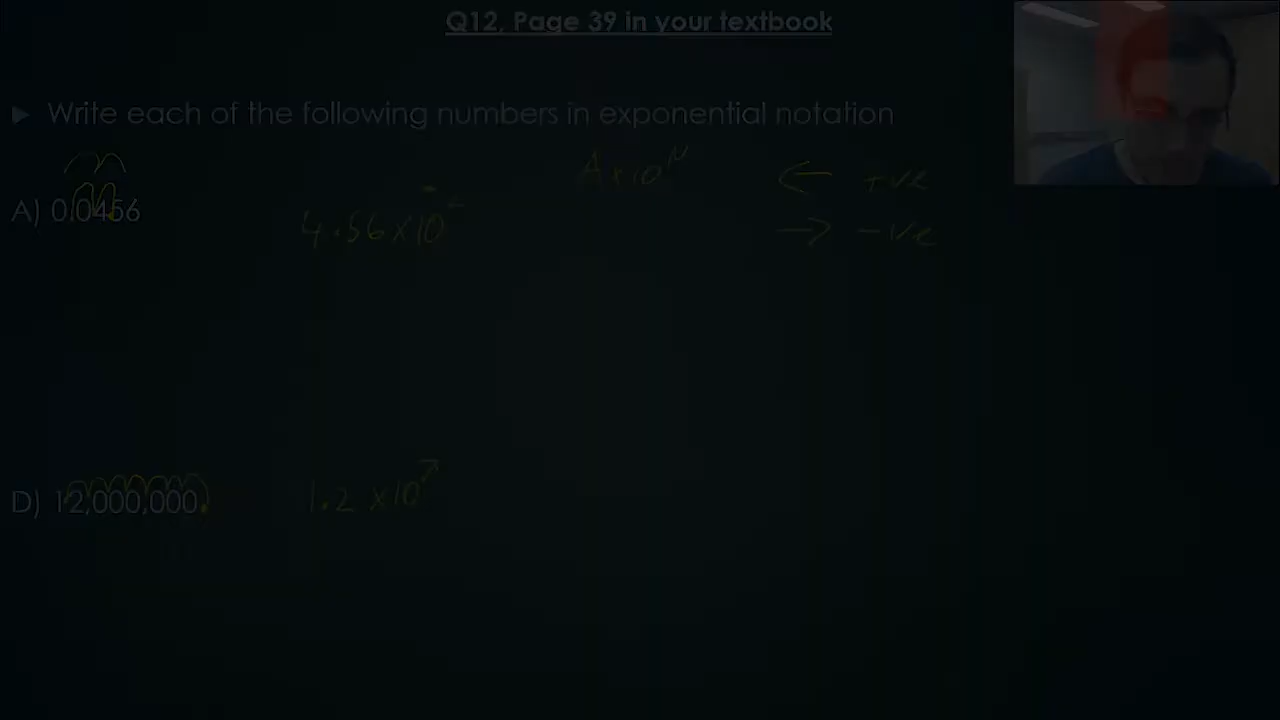 Q12, Page 39 in your textbook
Write each of the following numbers in exponential notation
A × 10ᴺ
← +ve
A) 0.0456
4.56 × 10⁻²
→ -ve
D) 12,000,000.
1.2 × 10⁷